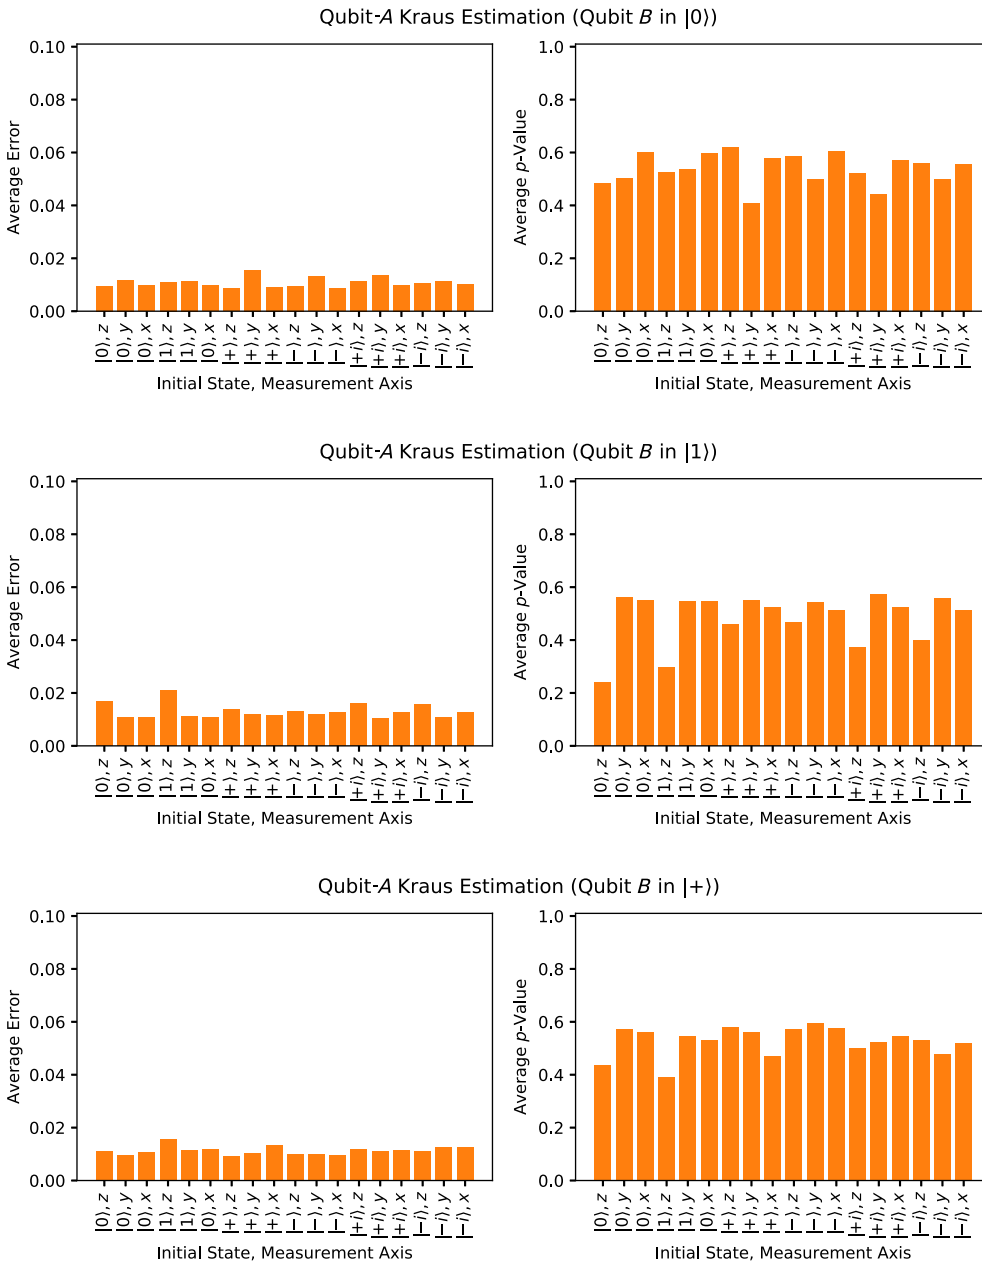 Qubit-A Kraus Estimation (Qubit B in |0⟩)
Average Error
0.10
0.08
0.06
0.04
0.02
0.00
|0⟩, z
|0⟩, y
|0⟩, x
|1⟩, z
|1⟩, y
|0⟩, x
|+⟩, z
|+⟩, y
|+⟩, x
|−⟩, z
|−⟩, y
|−⟩, x
|+i⟩, z
|+i⟩, y
|+i⟩, x
|−i⟩, z
|−i⟩, y
|−i⟩, x
Initial State, Measurement Axis
Average p-Value
1.0
0.8
0.6
0.4
0.2
0.0
|0⟩, z
|0⟩, y
|0⟩, x
|1⟩, z
|1⟩, y
|0⟩, x
|+⟩, z
|+⟩, y
|+⟩, x
|−⟩, z
|−⟩, y
|−⟩, x
|+i⟩, z
|+i⟩, y
|+i⟩, x
|−i⟩, z
|−i⟩, y
|−i⟩, x
Initial State, Measurement Axis
Qubit-A Kraus Estimation (Qubit B in |1⟩)
Average Error
0.10
0.08
0.06
0.04
0.02
0.00
|0⟩, z
|0⟩, y
|0⟩, x
|1⟩, z
|1⟩, y
|0⟩, x
|+⟩, z
|+⟩, y
|+⟩, x
|−⟩, z
|−⟩, y
|−⟩, x
|+i⟩, z
|+i⟩, y
|+i⟩, x
|−i⟩, z
|−i⟩, y
|−i⟩, x
Initial State, Measurement Axis
Average p-Value
1.0
0.8
0.6
0.4
0.2
0.0
|0⟩, z
|0⟩, y
|0⟩, x
|1⟩, z
|1⟩, y
|0⟩, x
|+⟩, z
|+⟩, y
|+⟩, x
|−⟩, z
|−⟩, y
|−⟩, x
|+i⟩, z
|+i⟩, y
|+i⟩, x
|−i⟩, z
|−i⟩, y
|−i⟩, x
Initial State, Measurement Axis
Qubit-A Kraus Estimation (Qubit B in |+⟩)
Average Error
0.10
0.08
0.06
0.04
0.02
0.00
|0⟩, z
|0⟩, y
|0⟩, x
|1⟩, z
|1⟩, y
|0⟩, x
|+⟩, z
|+⟩, y
|+⟩, x
|−⟩, z
|−⟩, y
|−⟩, x
|+i⟩, z
|+i⟩, y
|+i⟩, x
|−i⟩, z
|−i⟩, y
|−i⟩, x
Initial State, Measurement Axis
Average p-Value
1.0
0.8
0.6
0.4
0.2
0.0
|0⟩, z
|0⟩, y
|0⟩, x
|1⟩, z
|1⟩, y
|0⟩, x
|+⟩, z
|+⟩, y
|+⟩, x
|−⟩, z
|−⟩, y
|−⟩, x
|+i⟩, z
|+i⟩, y
|+i⟩, x
|−i⟩, z
|−i⟩, y
|−i⟩, x
Initial State, Measurement Axis